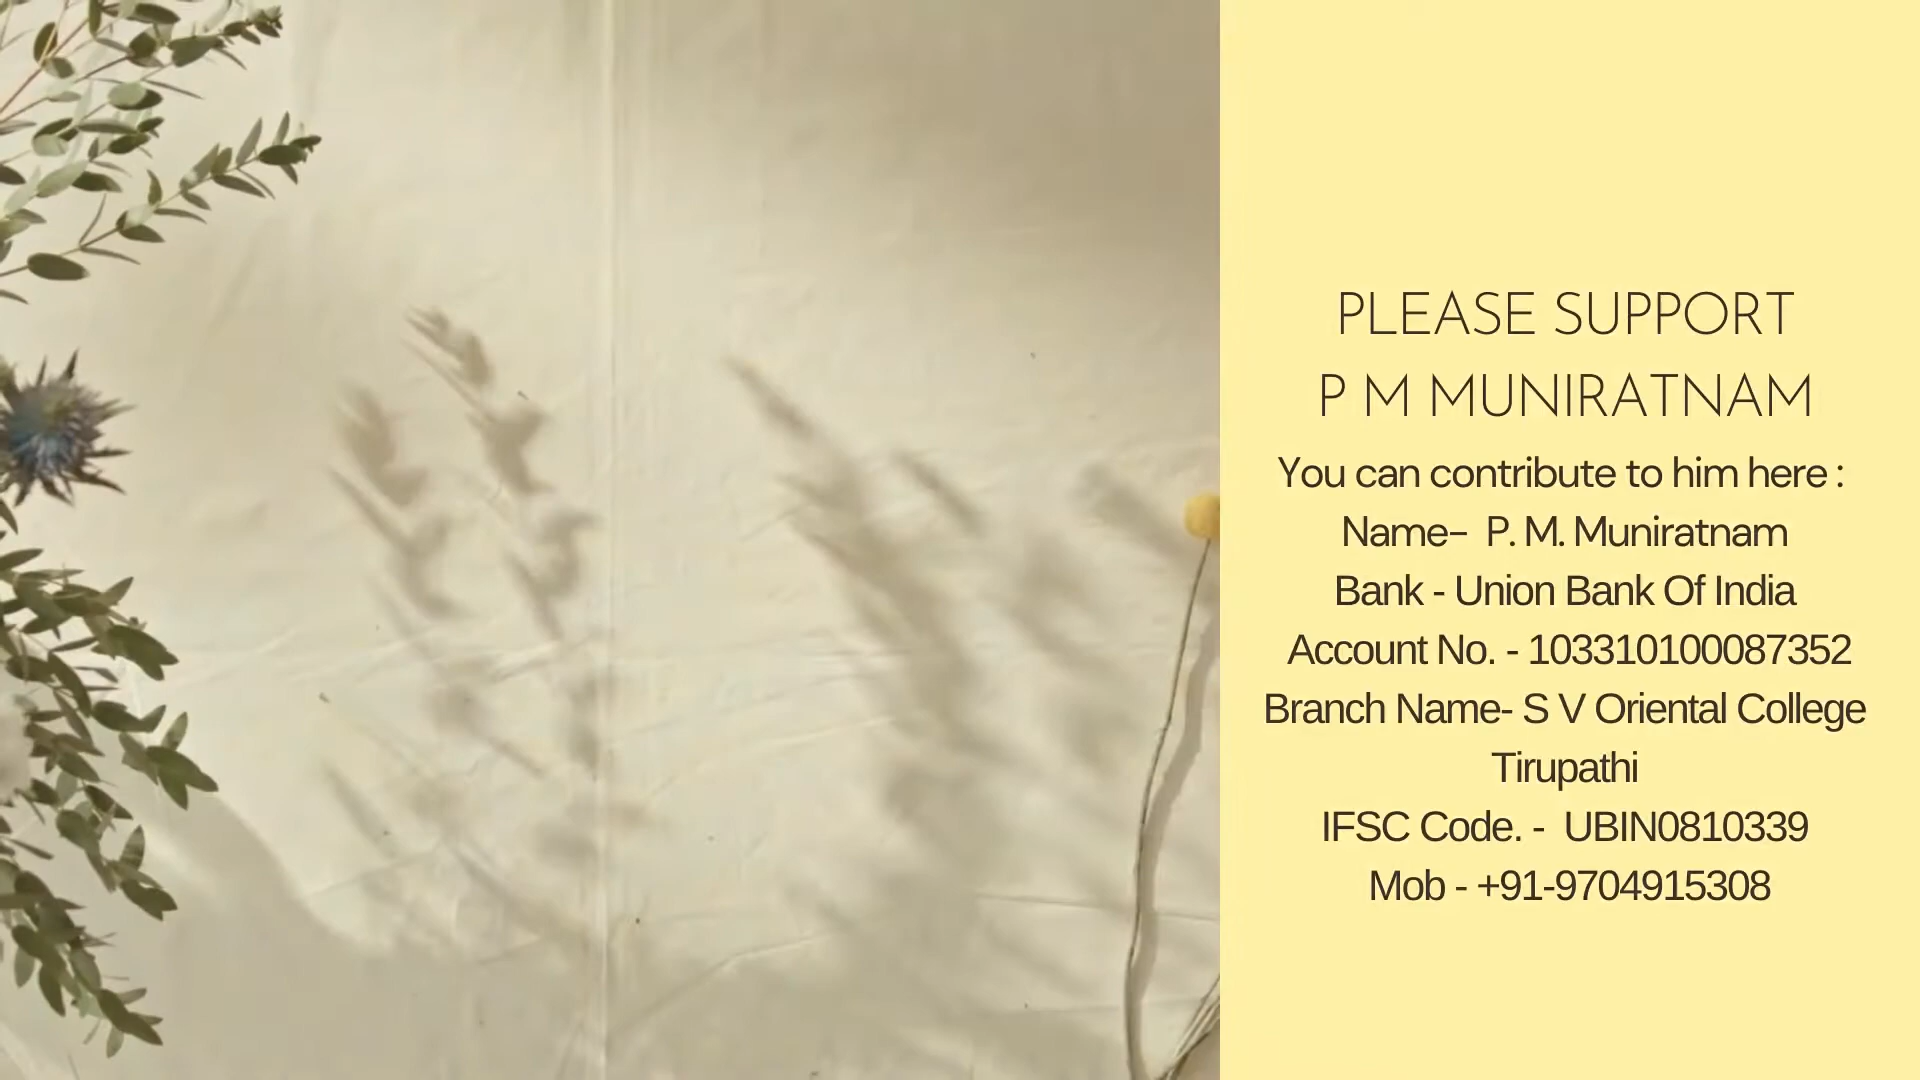 PLEASE SUPPORT
P M MUNIRATNAM
You can contribute to him here :
Name– P. M. Muniratnam
Bank - Union Bank Of India
Account No. - 103310100087352
Branch Name- S V Oriental College
Tirupathi
IFSC Code. - UBIN0810339
Mob - +91-9704915308